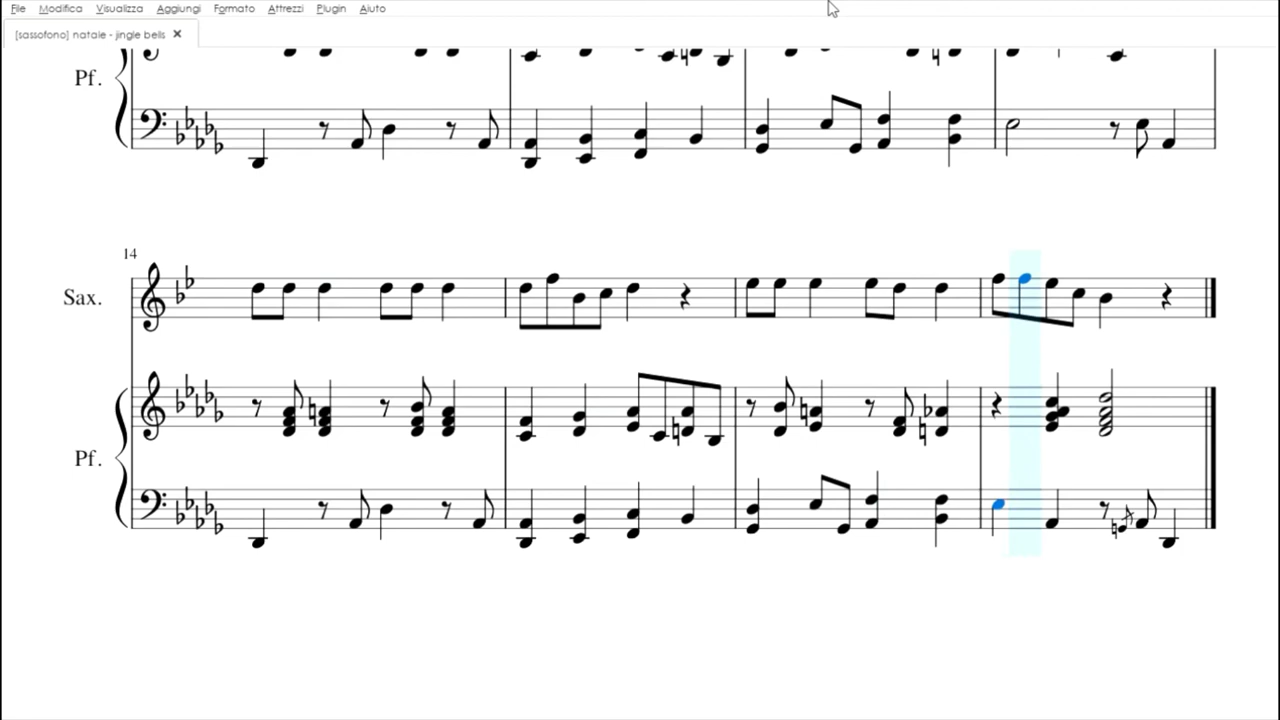 File Modifica Visualizza Aggiungi Formato Attrezzi Plugin Aiuto
[sassofono] natale - jingle bells
Pf.
14
Sax.
Pf.